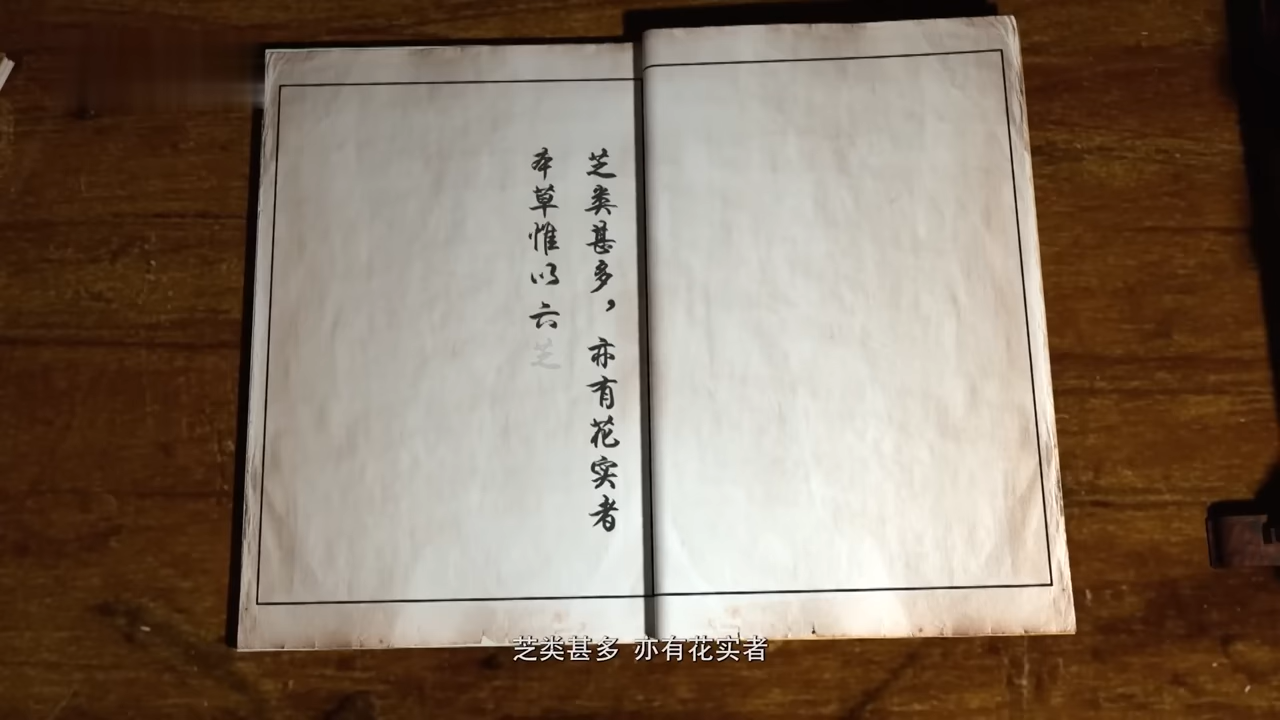 芝类甚多，亦有花实者
本草惟以六芝
芝类甚多 亦有花实者